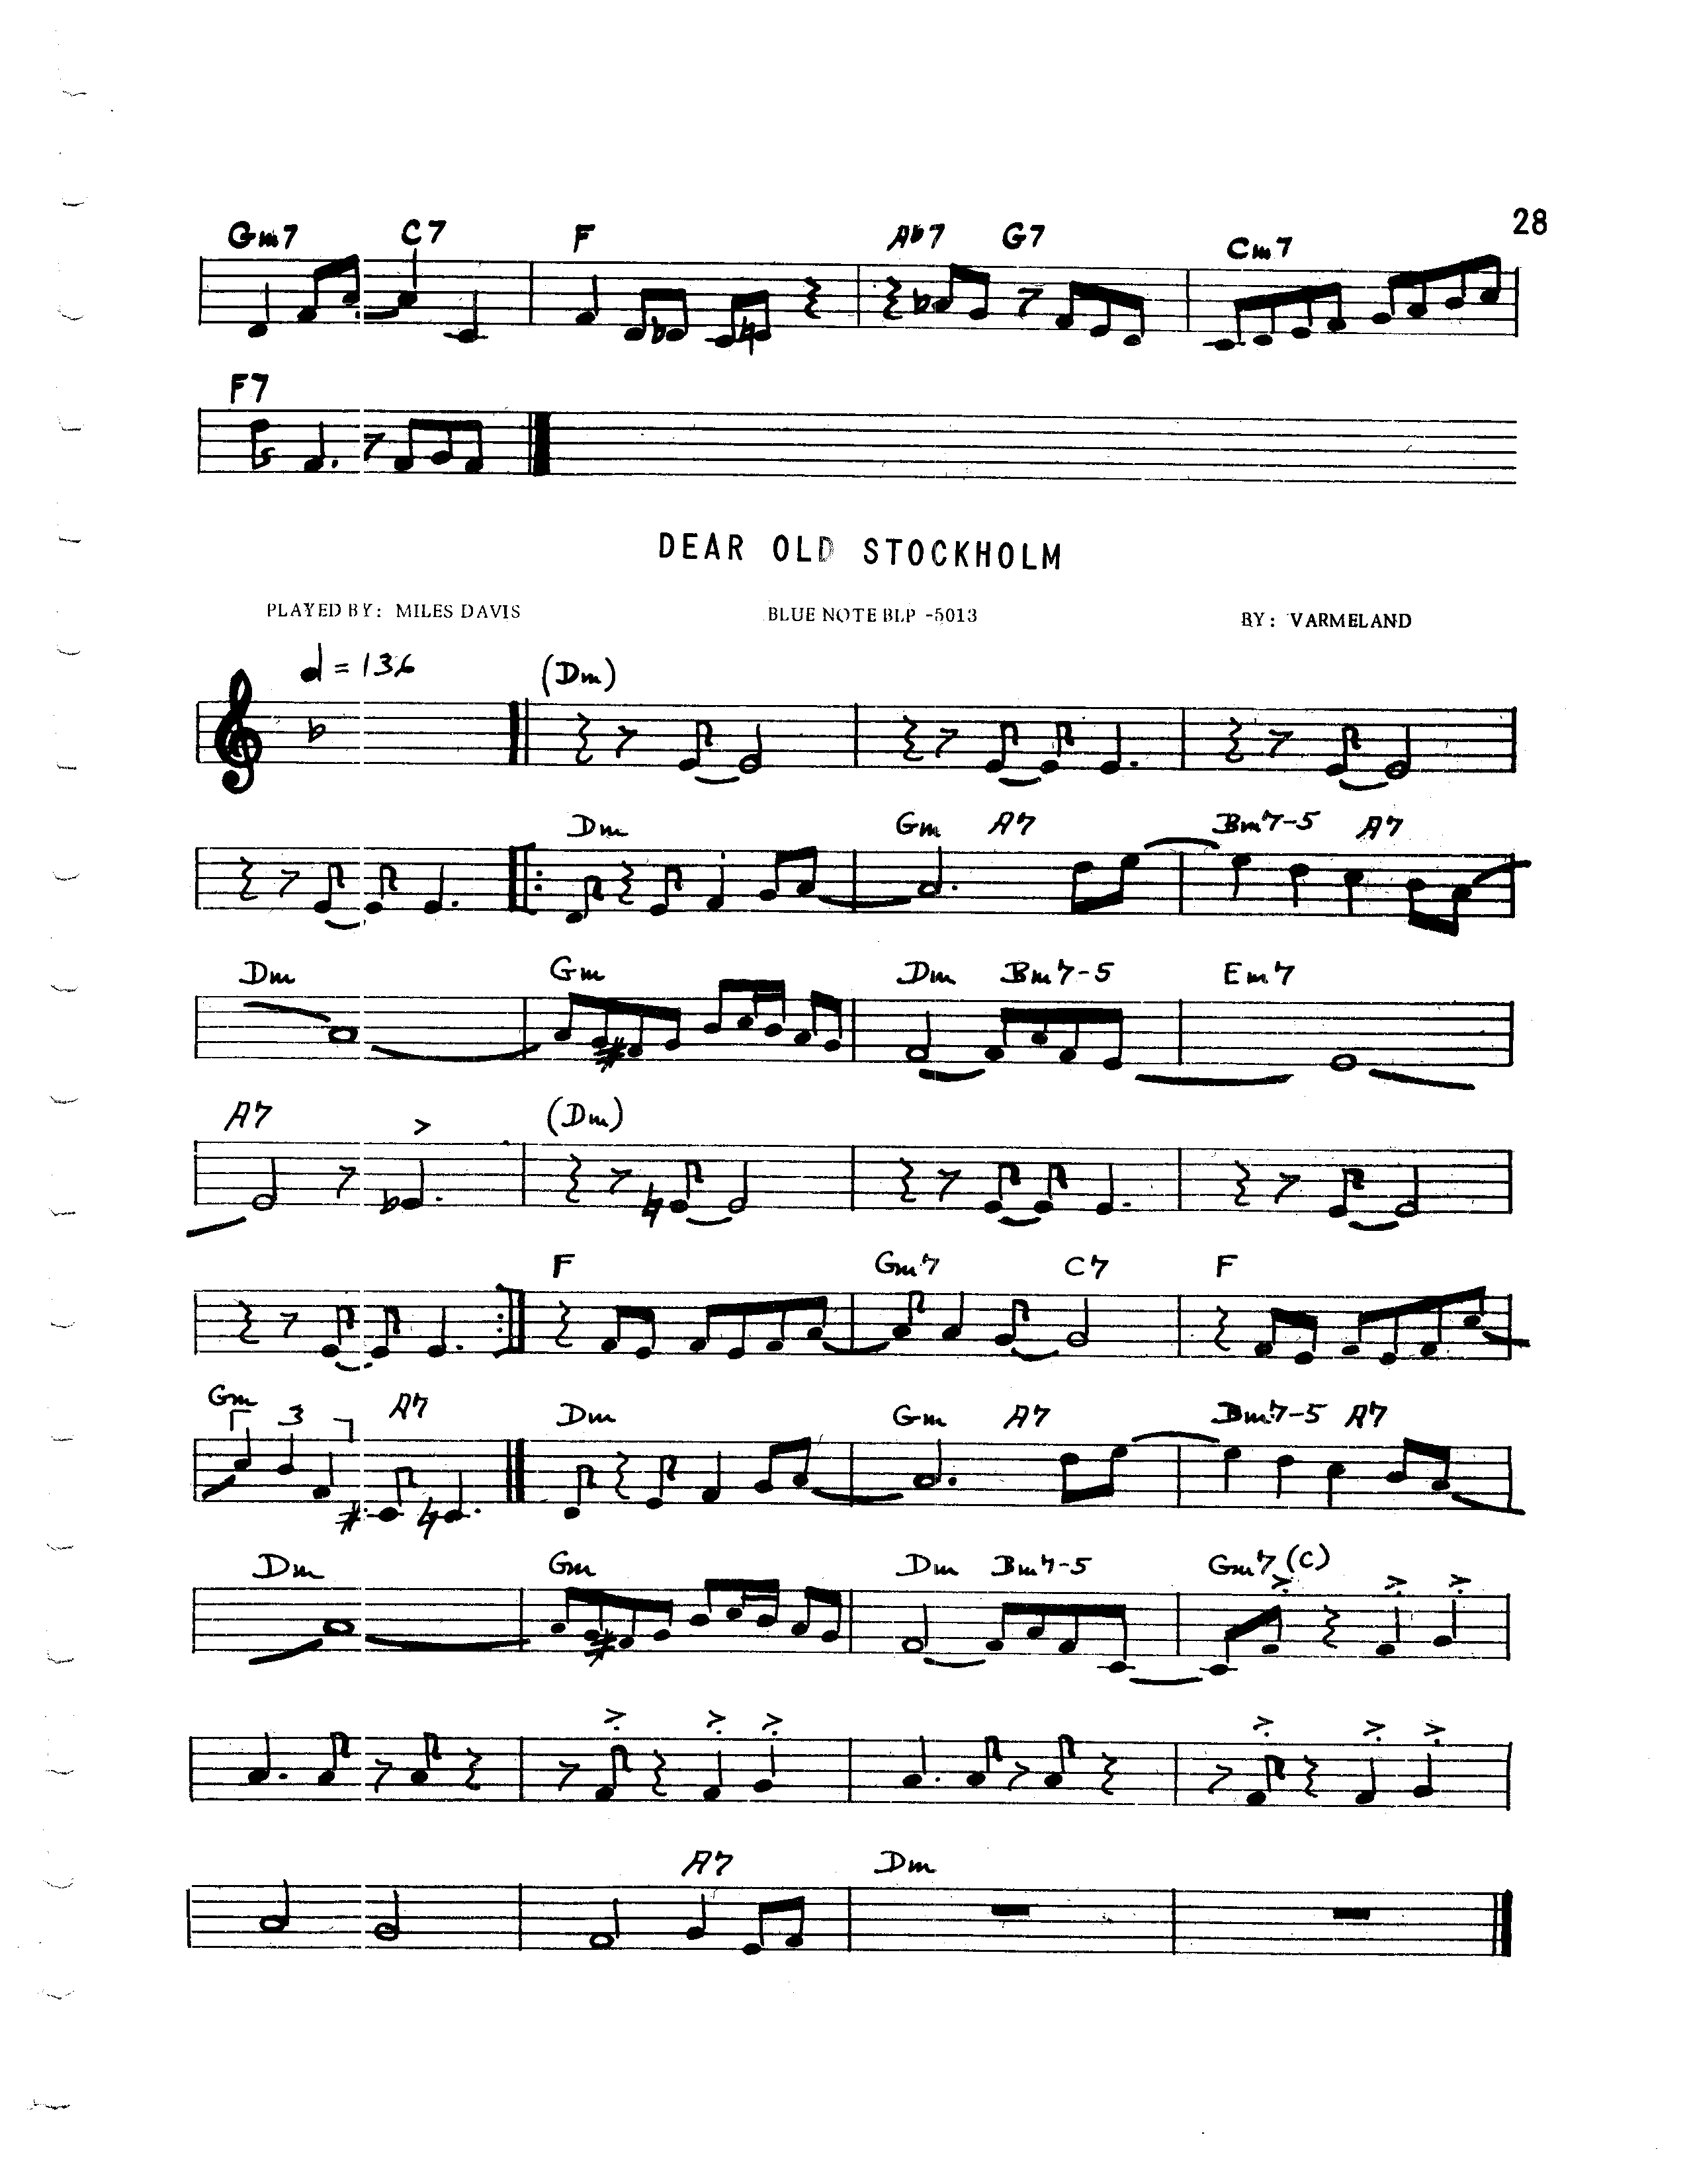 28
Gm7 C7 F Ab7 G7 Cm7
F7
DEAR OLD STOCKHOLM
PLAYED BY: MILES DAVIS BLUE NOTE BLP -5013 BY: VARMELAND
= 136 (Dm)
Dm Gm A7 Bm7-5 A7
Dm Gm Dm Bm7-5 Em7
A7 (Dm)
F Gm7 C7 F
Gm 3 A7 Dm Gm A7 Bm7-5 A7
Dm Gm Dm Bm7-5 Gm7 (C)
A7 Dm